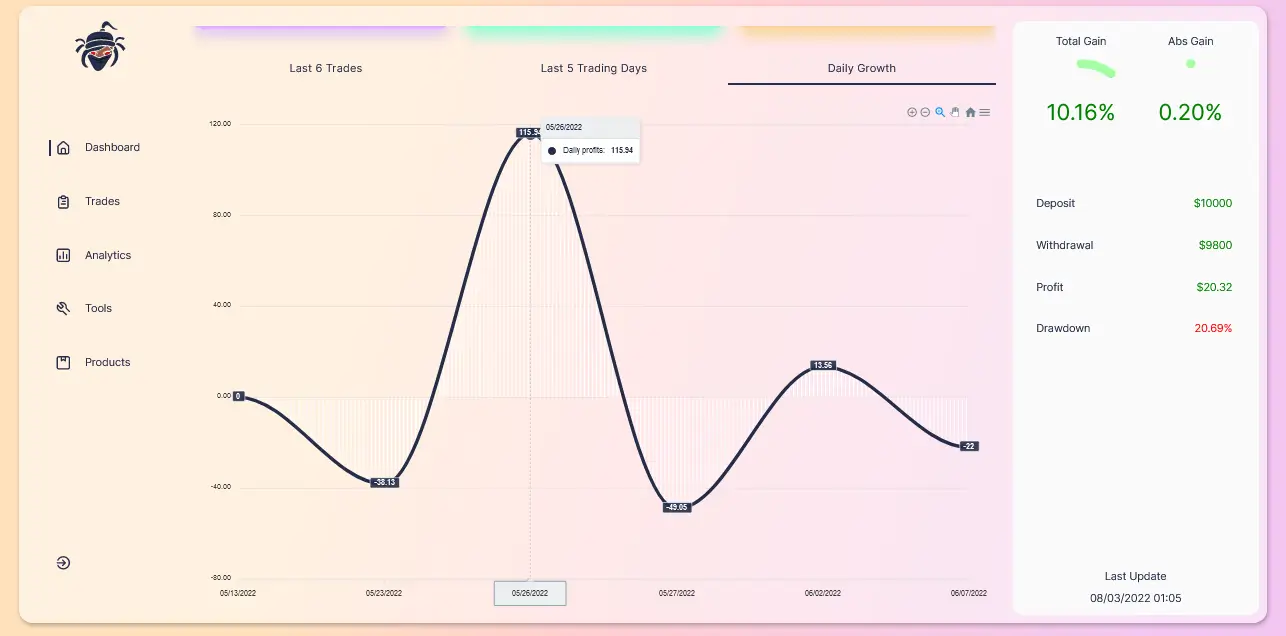 Last 6 Trades
Last 5 Trading Days
Daily Growth
Dashboard
Trades
Analytics
Tools
Products
120.00
80.00
40.00
0.00
-40.00
-80.00
0
-38.13
115.94
05/26/2022
Daily profits: 115.94
-49.05
13.56
-22
05/13/2022
05/23/2022
05/26/2022
05/27/2022
06/02/2022
06/07/2022
Total Gain
Abs Gain
10.16%
0.20%
Deposit $10000
Withdrawal $9800
Profit $20.32
Drawdown 20.69%
Last Update
08/03/2022 01:05